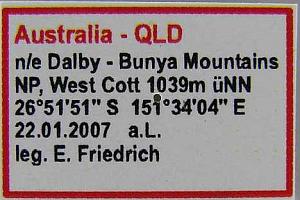 Australia - QLD
n/e Dalby - Bunya Mountains
NP, West Cott 1039m üNN
26°51'51" S  151°34'04" E
22.01.2007   a.L.
leg. E. Friedrich